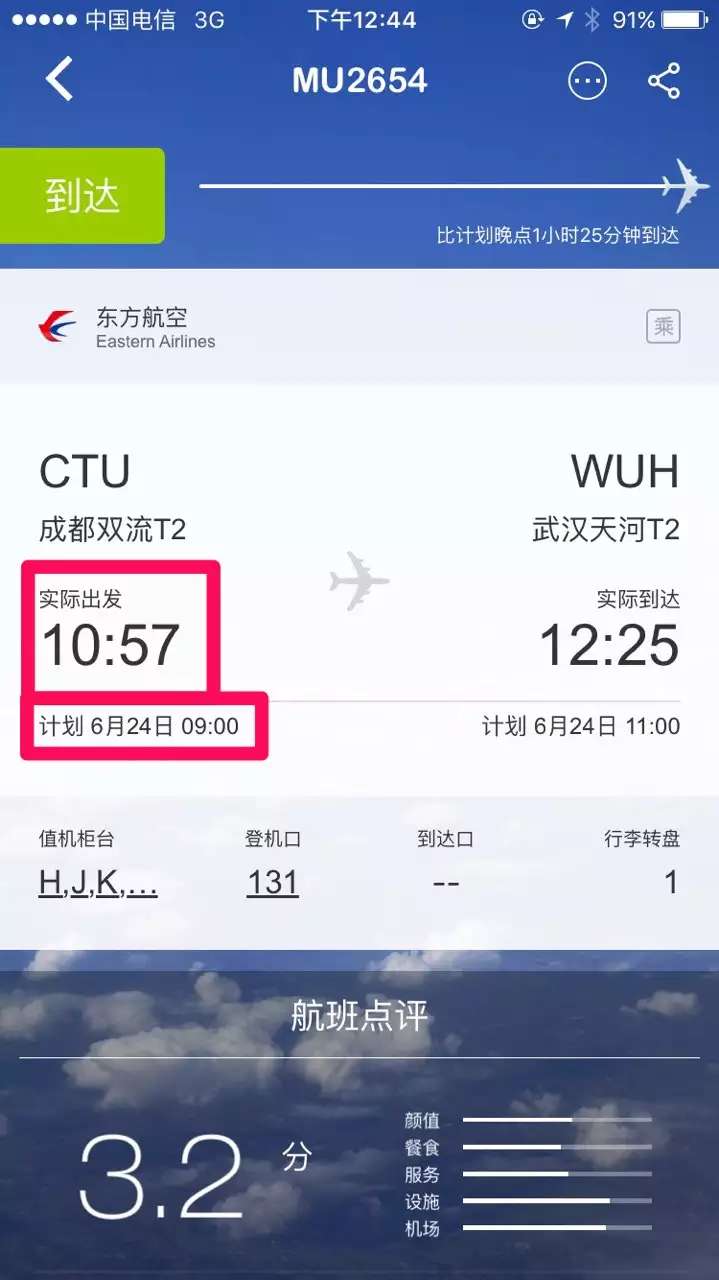 中国电信 3G 下午12:44 91%
MU2654
到达
比计划晚点1小时25分钟到达
东方航空
Eastern Airlines
乘
CTU WUH
成都双流T2 武汉天河T2
实际出发 实际到达
10:57 12:25
计划 6月24日 09:00 计划 6月24日 11:00
值机柜台 登机口 到达口 行李转盘
H,J,K,... 131 -- 1
航班点评
3.2 分
颜值
餐食
服务
设施
机场